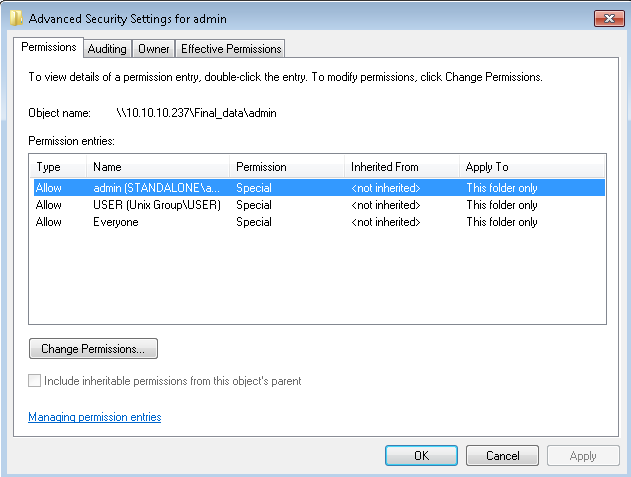 Advanced Security Settings for admin
Permissions Auditing Owner Effective Permissions
To view details of a permission entry, double-click the entry. To modify permissions, click Change Permissions.
Object name: \\10.10.10.237\Final_data\admin
Permission entries:
Type Name Permission Inherited From Apply To
Allow admin (STANDALONE\a... Special <not inherited> This folder only
Allow USER (Unix Group\USER) Special <not inherited> This folder only
Allow Everyone Special <not inherited> This folder only
Change Permissions...
Include inheritable permissions from this object's parent
Managing permission entries
OK Cancel Apply